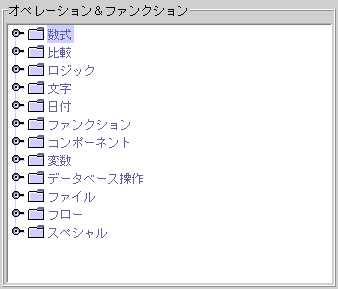 オペレーション＆ファンクション
数式
比較
ロジック
文字
日付
ファンクション
コンポーネント
変数
データベース操作
ファイル
フロー
スペシャル